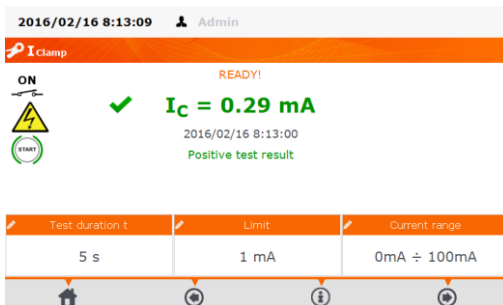 2016/02/16 8:13:09 Admin
I Clamp
READY!
ON
IC = 0.29 mA
2016/02/16 8:13:00
START
Positive test result
Test duration t Limit Current range
5 s 1 mA 0mA ÷ 100mA